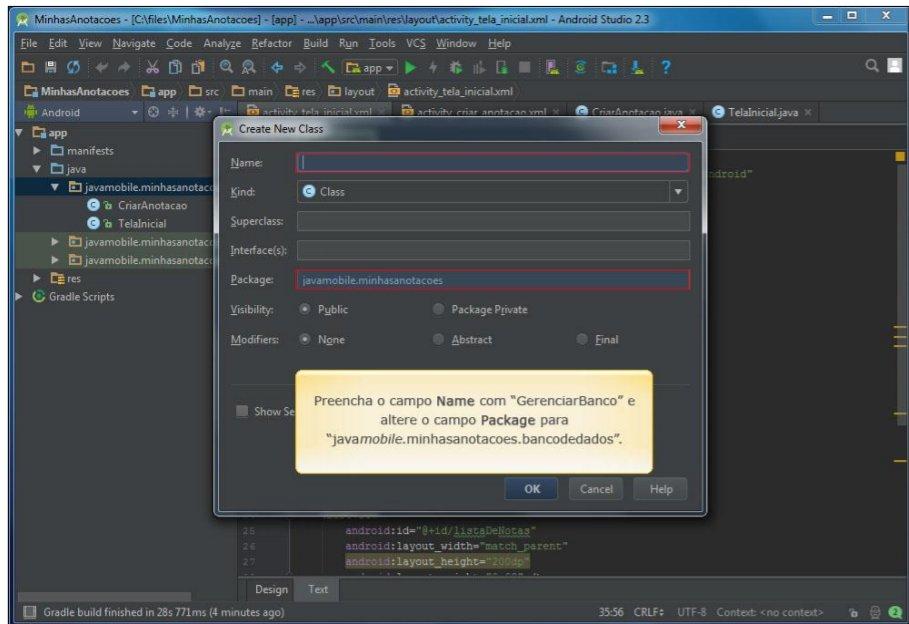 MinhasAnotacoes - [C:\files\MinhasAnotacoes] - [app] - ...\app\src\main\res\layout\activity_tela_inicial.xml - Android Studio 2.3
File Edit View Navigate Code Analyze Refactor Build Run Tools VCS Window Help
app
MinhasAnotacoes app src main res layout activity_tela_inicial.xml
Android activity_tela_inicial.xml activity_criar_anotacao.xml CriarAnotacao.java TelaInicial.java
app
manifests
java
javamobile.minhasanotaco
CriarAnotacao
TelaInicial
javamobile.minhasanotaco
javamobile.minhasanotaco
res
Gradle Scripts
ndroid"
Create New Class
Name:
Kind: Class
Superclass:
Interface(s):
Package: javamobile.minhasanotacoes
Visibility: Public Package Private
Modifiers: None Abstract Final
Show Se
Preencha o campo Name com “GerenciarBanco” e
altere o campo Package para
“javamobile.minhasanotacoes.bancodedados”.
OK Cancel Help
25 android:id="@+id/listaDeNotas"
26 android:layout_width="match_parent"
27 android:layout_height="200dp"
Design Text
Gradle build finished in 28s 771ms (4 minutes ago) 35:56 CRLF UTF-8 Context: <no context> 2